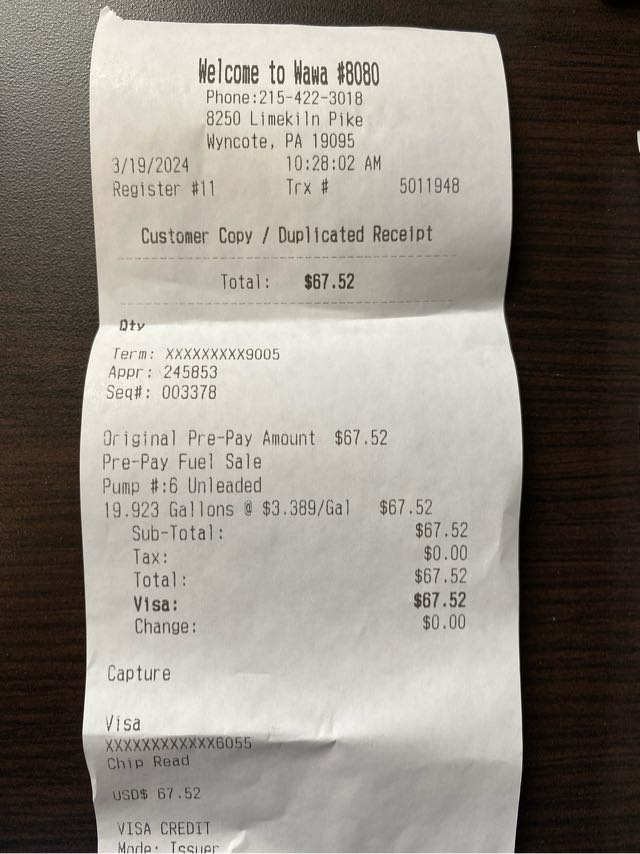 Welcome to Wawa #8080
Phone:215-422-3018
8250 Limekiln Pike
Wyncote, PA 19095
3/19/2024 10:28:02 AM
Register #11 Trx # 5011948
Customer Copy / Duplicated Receipt
Total: $67.52
Qty
Term: XXXXXXXXX9005
Appr: 245853
Seq#: 003378
Original Pre-Pay Amount $67.52
Pre-Pay Fuel Sale
Pump #:6 Unleaded
19.923 Gallons @ $3.389/Gal $67.52
Sub-Total: $67.52
Tax: $0.00
Total: $67.52
Visa: $67.52
Change: $0.00
Capture
Visa
XXXXXXXXXXXX6055
Chip Read
USD$ 67.52
VISA CREDIT
Mode: Issuer